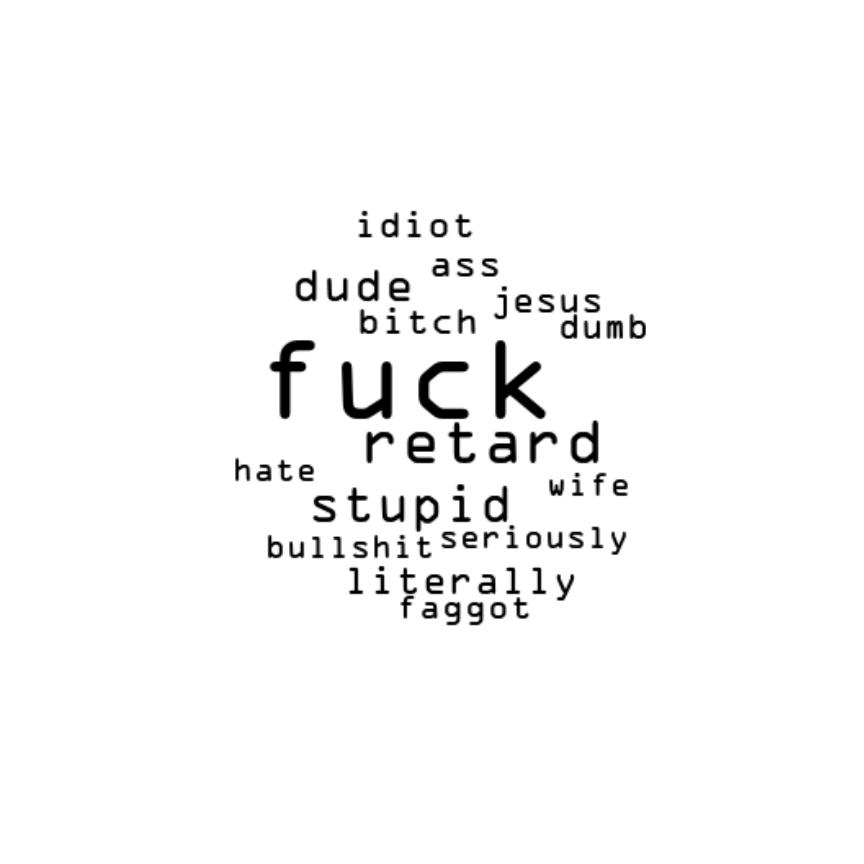 idiot
ass
dude
jesus
bitch
dumb
fuck
retard
hate
wife
stupid
seriously
bullshit
literally
faggot